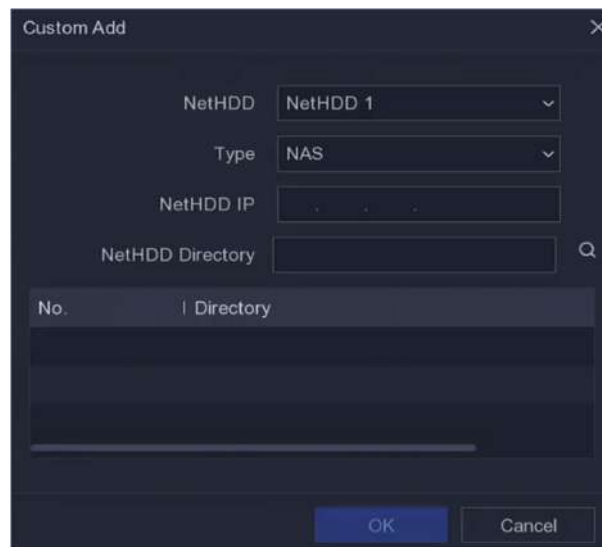 Custom Add
NetHDD NetHDD 1
Type NAS
NetHDD IP . . .
NetHDD Directory
No. Directory
OK Cancel